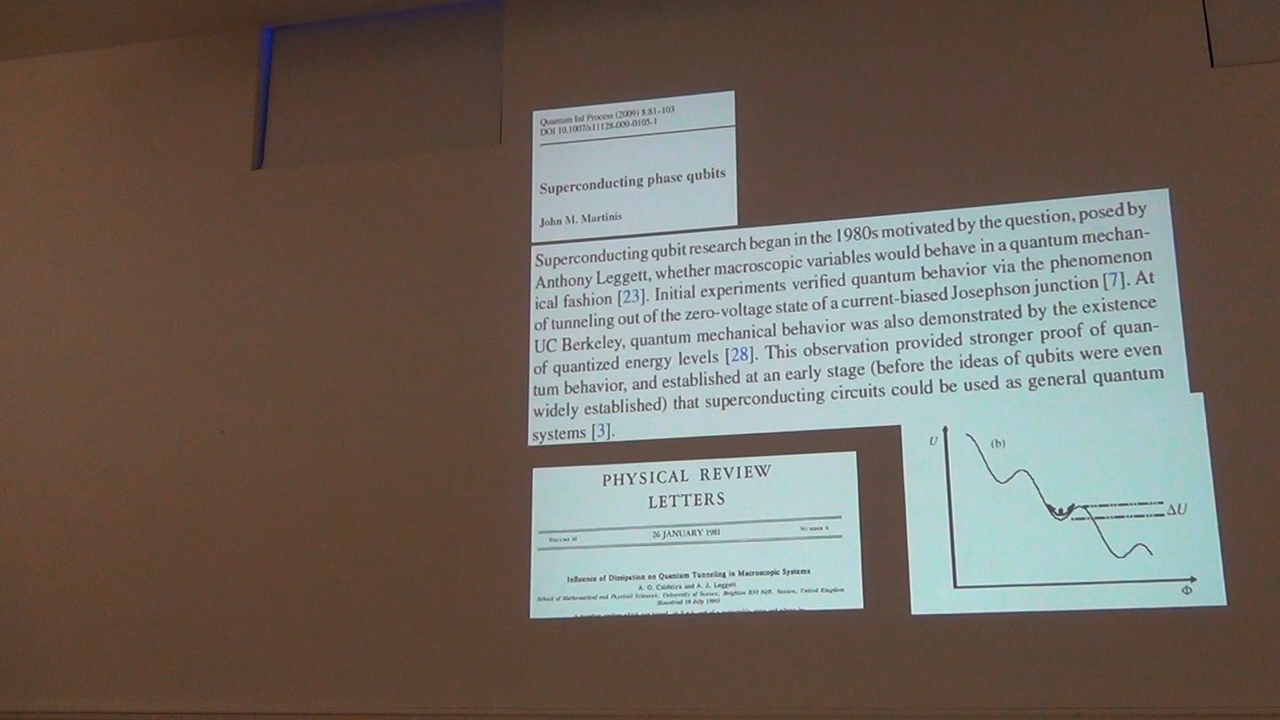 Quantum Inf Process (2009) 8:81–103
DOI 10.1007/s11128-009-0105-1
Superconducting phase qubits
John M. Martinis
Superconducting qubit research began in the 1980s motivated by the question, posed by
Anthony Leggett, whether macroscopic variables would behave in a quantum mechan-
ical fashion [23]. Initial experiments verified quantum behavior via the phenomenon
of tunneling out of the zero-voltage state of a current-biased Josephson junction [7]. At
UC Berkeley, quantum mechanical behavior was also demonstrated by the existence
of quantized energy levels [28]. This observation provided stronger proof of quan-
tum behavior, and established at an early stage (before the ideas of qubits were even
widely established) that superconducting circuits could be used as general quantum
systems [3].
PHYSICAL REVIEW
LETTERS
VOLUME 46
26 JANUARY 1981
NUMBER 4
Influence of Dissipation on Quantum Tunneling in Macroscopic Systems
A. O. Caldeira and A. J. Leggett
School of Mathematical and Physical Sciences, University of Sussex, Brighton BN1 9QH, Sussex, United Kingdom
(Received 18 July 1980)
U
(b)
ΔU
Φ